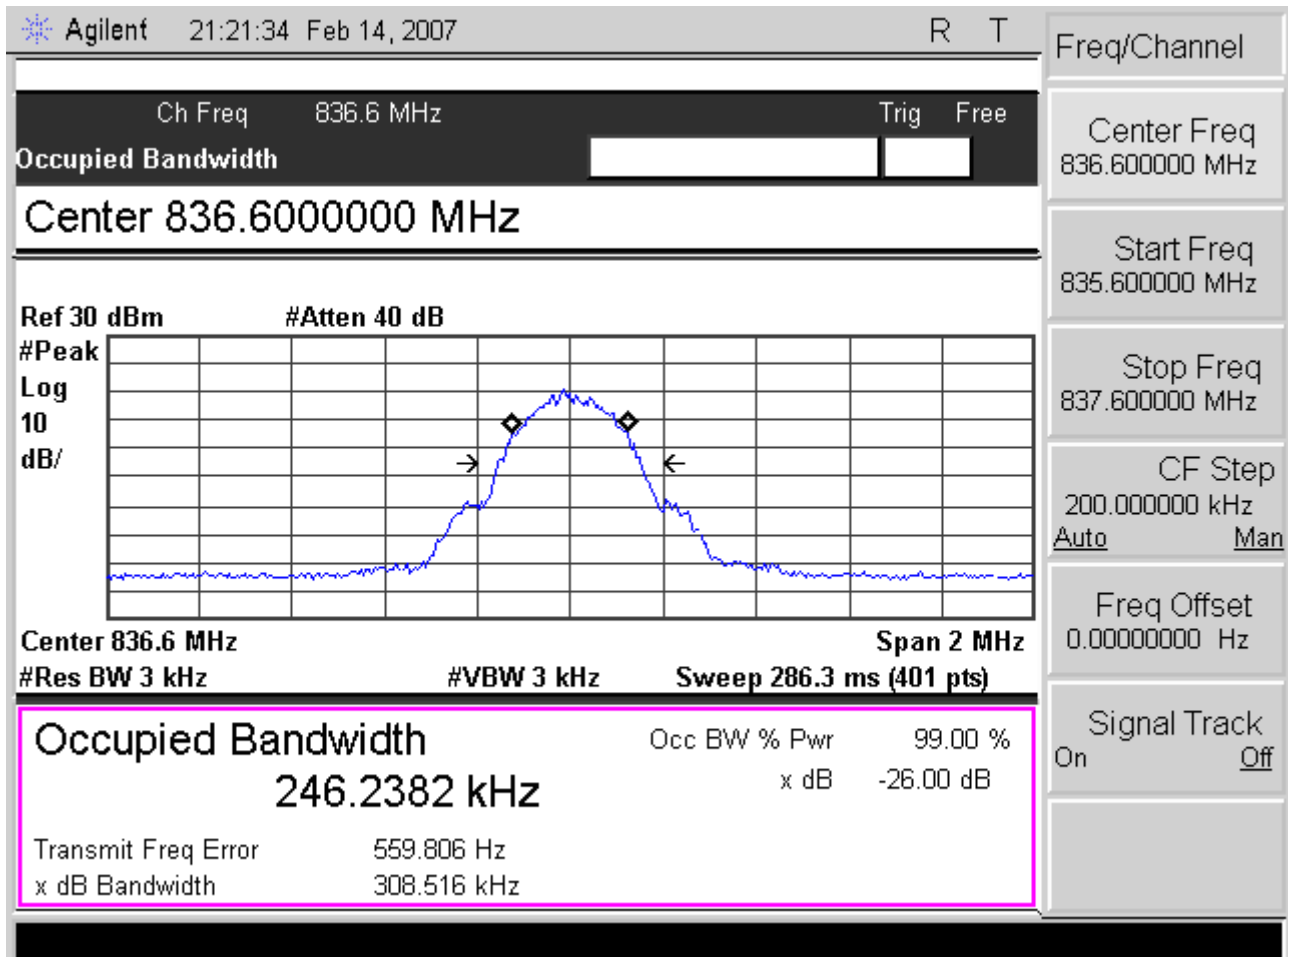 Agilent 21:21:34 Feb 14, 2007 R T
Freq/Channel
Ch Freq 836.6 MHz Trig Free
Occupied Bandwidth
Center 836.6000000 MHz
Center Freq
836.600000 MHz
Start Freq
835.600000 MHz
Stop Freq
837.600000 MHz
CF Step
200.000000 kHz
Auto Man
Freq Offset
0.00000000 Hz
Signal Track
On Off
Ref 30 dBm #Atten 40 dB
#Peak
Log
10
dB/
Center 836.6 MHz Span 2 MHz
#Res BW 3 kHz #VBW 3 kHz Sweep 286.3 ms (401 pts)
Occupied Bandwidth Occ BW % Pwr 99.00 %
246.2382 kHz x dB -26.00 dB
Transmit Freq Error 559.806 Hz
x dB Bandwidth 308.516 kHz